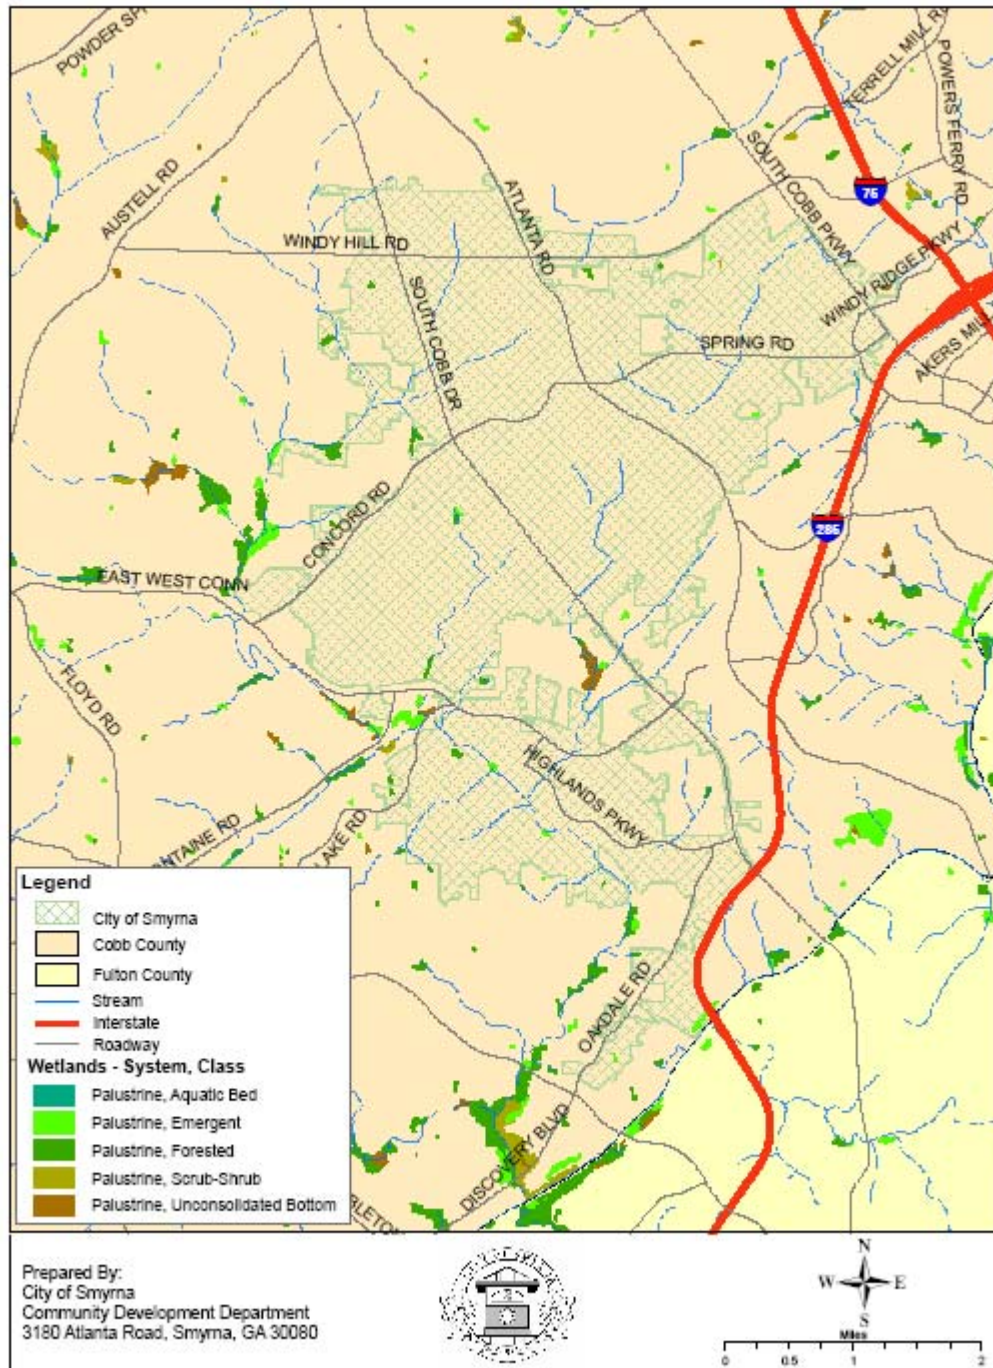 POWDER SP
TERRELL MILL RD
POWERS FERRY RD
SOUTH COBB PKWY
75
AUSTELL RD
ATLANTA RD
WINDY HILL RD
WINDY RIDGE PKWY
SOUTH COBB DR
SPRING RD
AKERS MILL
CONCORD RD
285
EAST WEST CONN
FLOYD RD
HIGHLANDS PKWY
ONTAINE RD
LAKE RD
OAKDALE RD
DISCOVERY BLVD
BLETON
Legend
City of Smyrna
Cobb County
Fulton County
Stream
Interstate
Roadway
Wetlands - System, Class
Palustrine, Aquatic Bed
Palustrine, Emergent
Palustrine, Forested
Palustrine, Scrub-Shrub
Palustrine, Unconsolidated Bottom
Prepared By:
City of Smyrna
Community Development Department
3180 Atlanta Road, Smyrna, GA 30080
N
W E
S
Miles
0 0.5 1 2